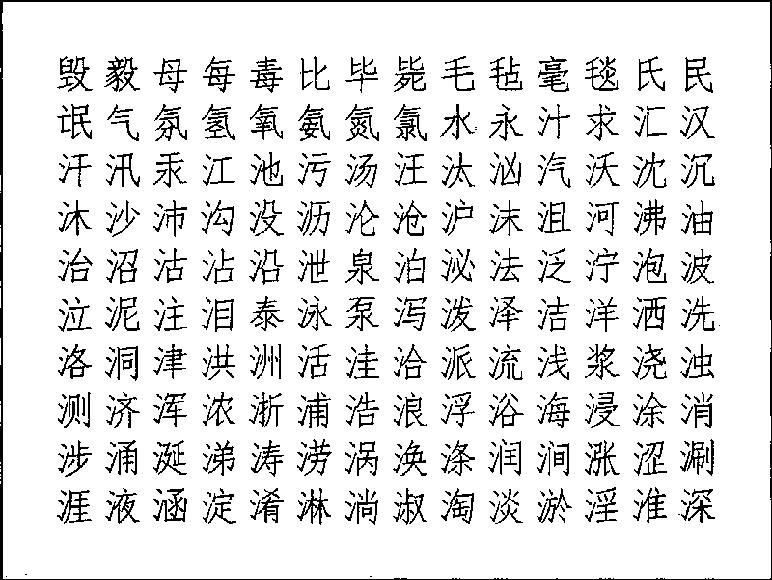 毁毅母每毒比毕毙毛毡毫毯氏民
氓气氛氢氧氨氮氯水永汁求汇汉
汗汛汞江池污汤汪汰汹汽沃沈沉
沐沙沛沟没沥沦沧沪沫沮河沸油
治沼沽沾沿泄泉泊泌法泛泞泡波
泣泥注泪泰泳泵泻泼泽洁洋洒洗
洛洞津洪洲活洼洽派流浅浆浇浊
测济浑浓浙浦浩浪浮浴海浸涂消
涉涌涎涕涛涝涡涣涤润涧涨涩涮
涯液涵淀淆淋淌淑淘淡淤淫淮深